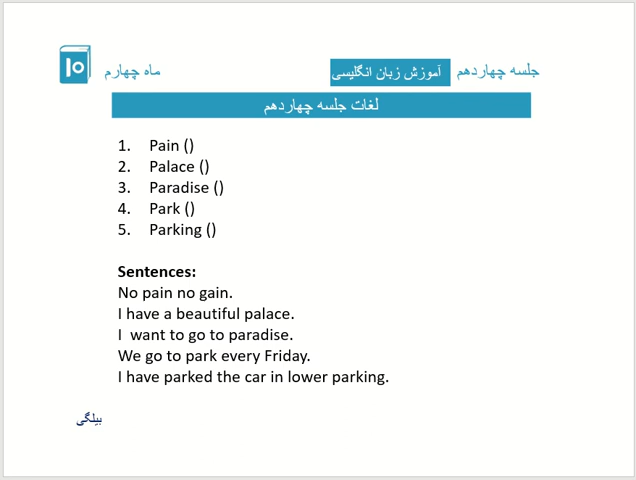 جلسه چهاردهم آموزش زبان انگلیسی ماه چهارم 10
لغات جلسه چهاردهم
1. Pain ()
2. Palace ()
3. Paradise ()
4. Park ()
5. Parking ()
Sentences:
No pain no gain.
I have a beautiful palace.
I want to go to paradise.
We go to park every Friday.
I have parked the car in lower parking.
بیلگی